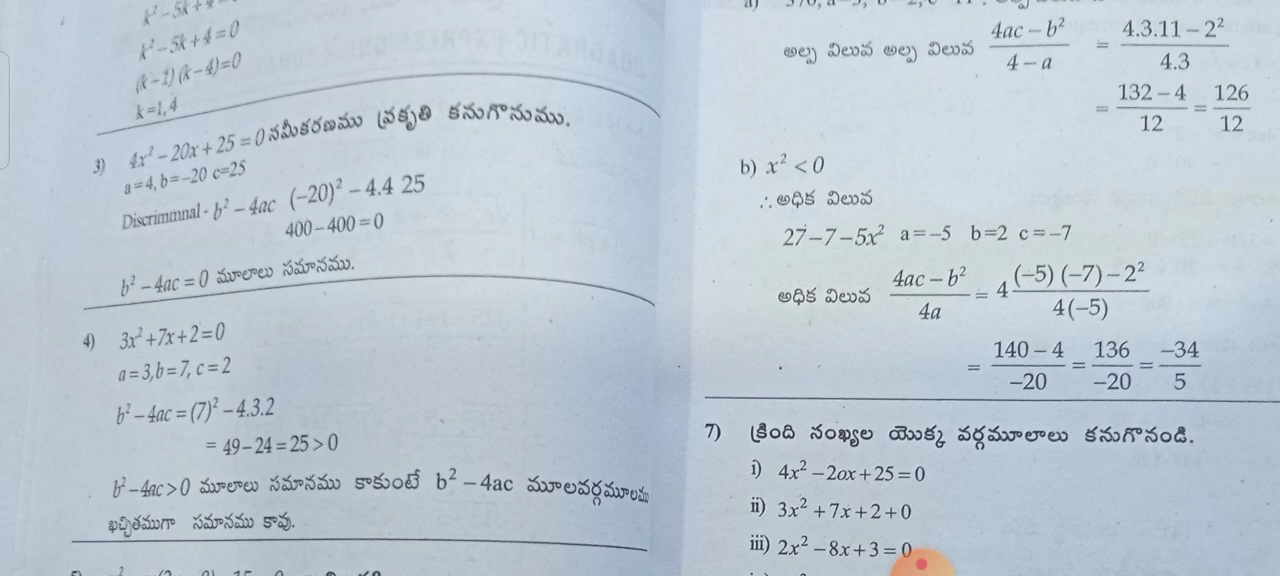 k² – 5k + 4 = 0
(k – 1) (k – 4) = 0
k = 1, 4
3) 4x² – 20x + 25 = 0 సమీకరణము ప్రకృతి కనుగొనుము.
a = 4, b = –20 c=25
Discrimmnal - b² – 4ac (–20)² – 4.4 25
400 – 400 = 0
b² – 4ac = 0 మూలాలు సమానము.
4) 3x² + 7x + 2 = 0
a = 3, b = 7, c = 2
b² – 4ac = (7)² – 4.3.2
= 49 – 24 = 25 > 0
b² – 4ac > 0 మూలాలు సమానము కాకుంటే b² – 4ac మూలవర్గమూలము
ఖచ్చితముగా సమానము కావు.
అల్ప విలువ అల్ప విలువ (4ac – b²)/(4 – a) = (4.3.11 – 2²)/(4.3)
= (132 – 4)/12 = 126/12
b) x² < 0
∴ అధిక విలువ
27 – 7 – 5x² a = –5 b=2 c = –7
అధిక విలువ (4ac – b²)/(4a) = 4 ((–5) (–7) – 2²)/(4(–5))
= (140 – 4)/(–20) = 136/(–20) = –34/5
7) క్రింది సంఖ్యల యొక్క వర్గమూలాలు కనుగొనండి.
i) 4x² – 2ox + 25 = 0
ii) 3x² + 7x + 2 + 0
iii) 2x² – 8x + 3 = 0